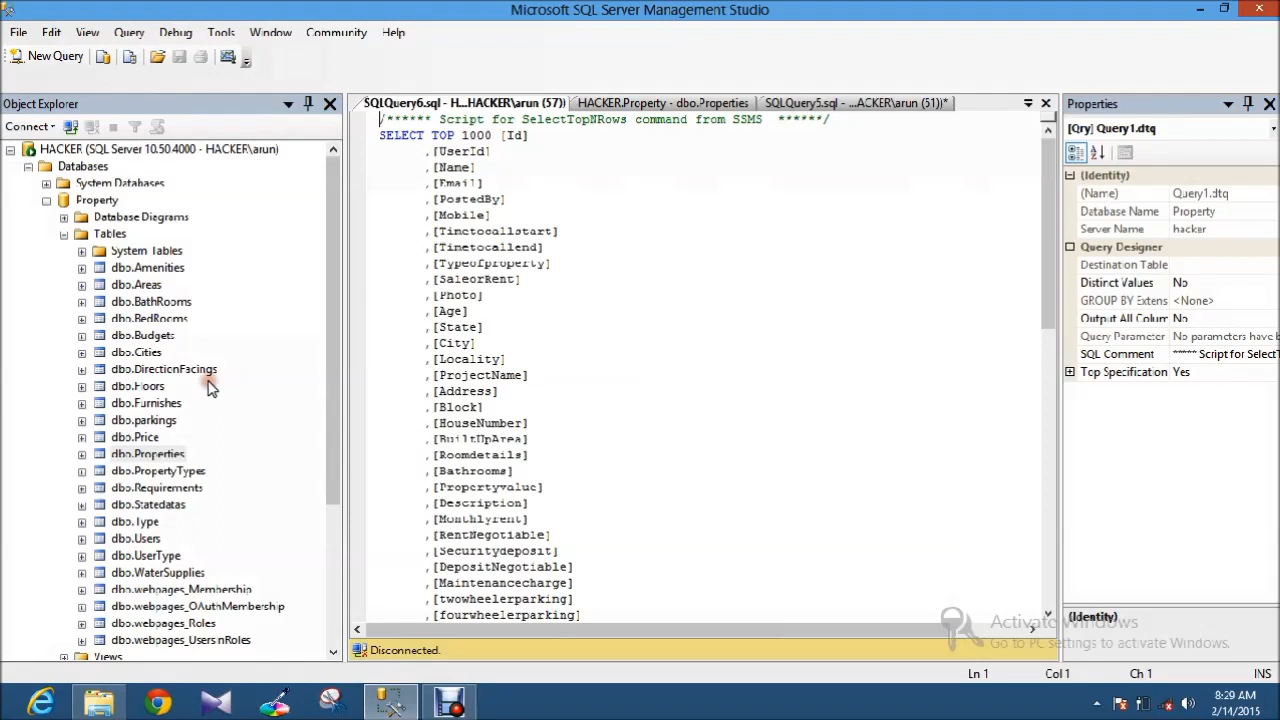 Microsoft SQL Server Management Studio
File Edit View Query Debug Tools Window Community Help
New Query
Object Explorer
SQLQuery6.sql - H...HACKER\arun (57))
HACKER.Property - dbo.Properties
SQLQuery5.sql - ...ACKER\arun (51))*
Properties
Connect
HACKER (SQL Server 10.50.4000 - HACKER\arun)
Databases
System Databases
Property
Database Diagrams
Tables
System Tables
dbo.Amenities
dbo.Areas
dbo.BathRooms
dbo.BedRooms
dbo.Budgets
dbo.Cities
dbo.DirectionFacings
dbo.Floors
dbo.Furnishes
dbo.parkings
dbo.Price
dbo.Properties
dbo.PropertyTypes
dbo.Requirements
dbo.Statedatas
dbo.Type
dbo.Users
dbo.UserType
dbo.WaterSupplies
dbo.webpages_Membership
dbo.webpages_OAuthMembership
dbo.webpages_Roles
dbo.webpages_UsersInRoles
Views
/****** Script for SelectTopNRows command from SSMS ******/
SELECT TOP 1000 [Id]
,[UserId]
,[Name]
,[Email]
,[PostedBy]
,[Mobile]
,[Timetocallstart]
,[Timetocallend]
,[Typeofproperty]
,[SaleorRent]
,[Photo]
,[Age]
,[State]
,[City]
,[Locality]
,[ProjectName]
,[Address]
,[Block]
,[HouseNumber]
,[BuiltUpArea]
,[Roomdetails]
,[Bathrooms]
,[Propertyvalue]
,[Description]
,[Monthlyrent]
,[RentNegotiable]
,[Securitydeposit]
,[DepositNegotiable]
,[Maintenancecharge]
,[twowheelerparking]
,[fourwheelerparking]
Disconnected.
[Qry] Query1.dtq
(Identity)
(Name) Query1.dtq
Database Name Property
Server Name hacker
Query Designer
Destination Table
Distinct Values No
GROUP BY Extens <None>
Output All Colum No
Query Parameter No parameters have b
SQL Comment ***** Script for SelectT
Top Specification Yes
(Identity)
Activate Windows
Go to PC settings to activate Windows.
Ln 1 Col 1 Ch 1 INS
8:29 AM
2/14/2015